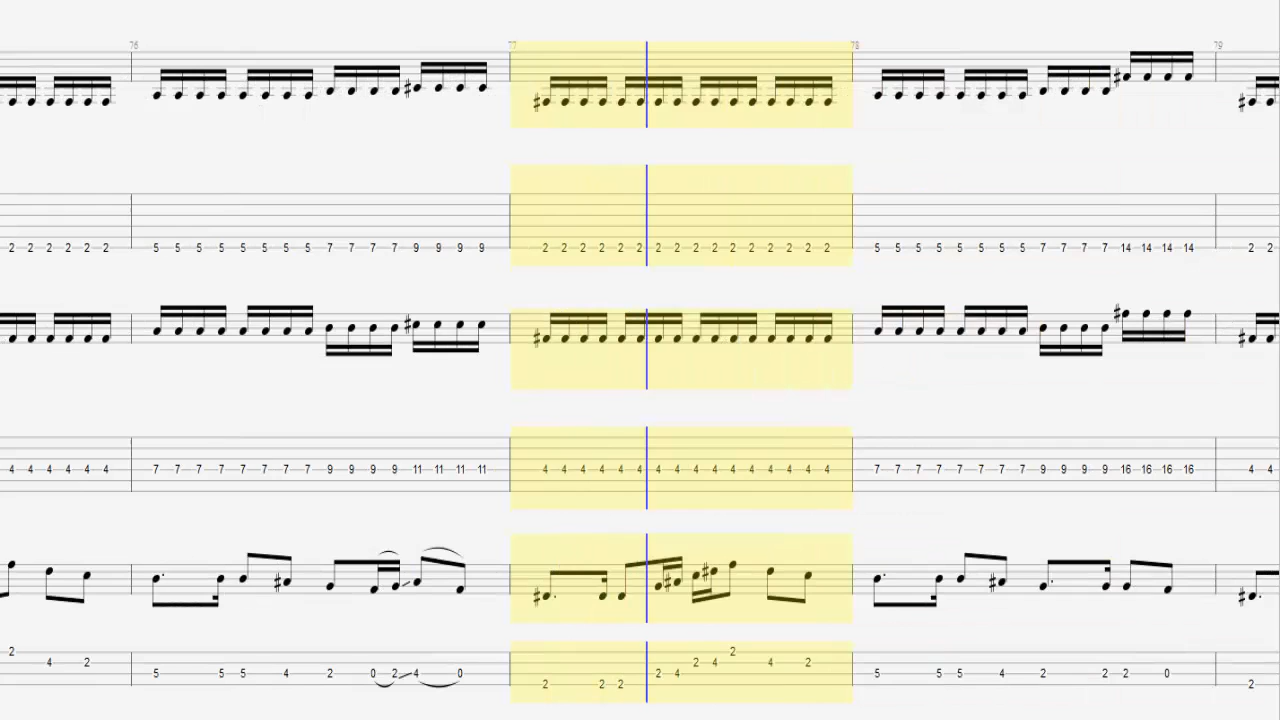 76 77 78 79
2 2 2 2 2 2 5 5 5 5 5 5 5 5 7 7 7 7 9 9 9 9 2 2 2 2 2 2 2 2 2 2 2 2 2 2 2 2 5 5 5 5 5 5 5 5 7 7 7 7 14 14 14 14 2 2
4 4 4 4 4 4 7 7 7 7 7 7 7 7 9 9 9 9 11 11 11 11 4 4 4 4 4 4 4 4 4 4 4 4 4 4 4 4 7 7 7 7 7 7 7 7 9 9 9 9 16 16 16 16 4 4
2 2
4 2 2 4 4 2
5 5 5 4 2 0 2 4 0 2 4 5 5 5 4 2 2 2 0
2 2 2 2